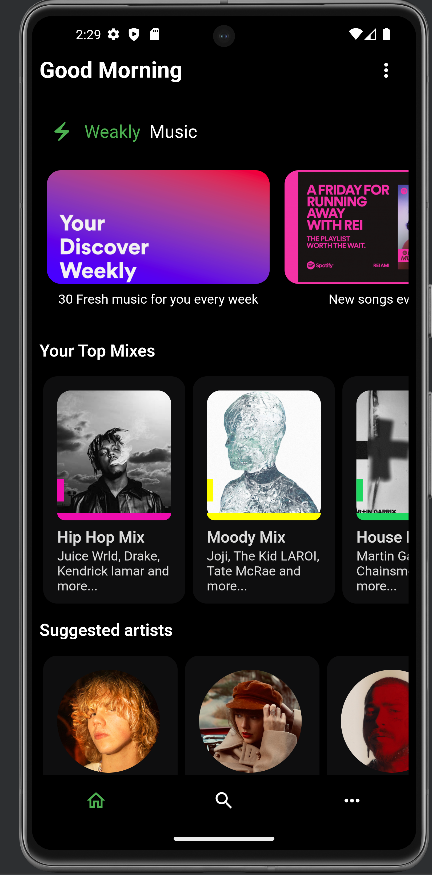 2:29
Good Morning
Weakly Music
Your
Discover
Weekly
A FRIDAY FOR
RUNNING
AWAY
WITH REI
THE PLAYLIST
WORTH THE WAIT.
Spotify
30 Fresh music for you every week
New songs ev
Your Top Mixes
Hip Hop Mix
Juice Wrld, Drake,
Kendrick lamar and
more...
Moody Mix
Joji, The Kid LAROI,
Tate McRae and
more...
House
Martin Ga
Chainsm
more...
Suggested artists